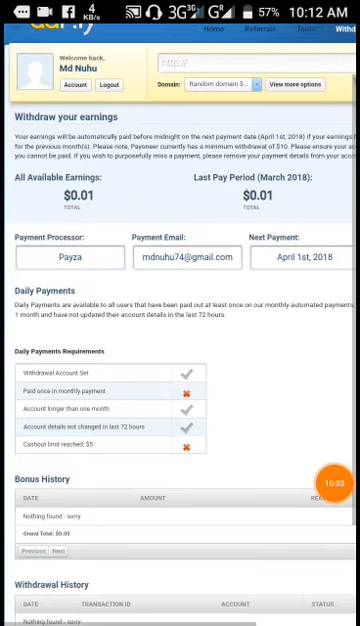 4 KB/s 3G 3G R 57% 10:12 AM
Home Referrals Tools
Welcome back,
Md Nuhu
http://
Account Logout
Domain: Random domain S... View more options
Withdraw your earnings
Your earnings will be automatically paid before midnight on the next payment date (April 1st, 2018) if your earnings
for the previous month(s). Please note, Payoneer currently has a minimum withdrawal of $10. Please ensure your
you cannot be paid. If you wish to purposefully miss a payment, please remove your payment details from your
All Available Earnings: Last Pay Period (March 2018):
$0.01 $0.01
TOTAL TOTAL
Payment Processor: Payment Email: Next Payment:
Payza mdnuhu74@gmail.com April 1st, 2018
Daily Payments
Daily Payments are available to all users that have been paid out at least once on our monthly automated payments,
1 month and have not updated their account details in the last 72 hours.
Daily Payments Requirements
Withdrawal Account Set
Paid once in monthly payment
Account longer than one month
Account details not changed in last 72 hours
Cashout limit reached: $5
10:03
Bonus History
DATE AMOUNT
Nothing found - sorry
Grand Total: $0.00
Previous Next
Withdrawal History
DATE TRANSACTION ID ACCOUNT STATUS
Nothing found - sorry